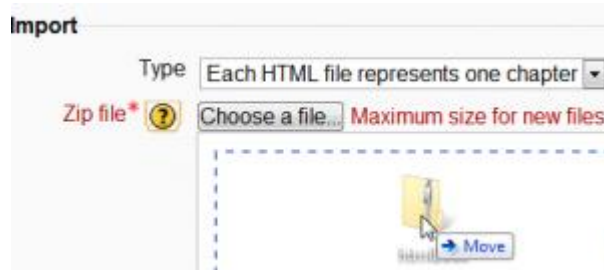 Import
Type Each HTML file represents one chapter
Zip file* ? Choose a file... Maximum size for new files
Move